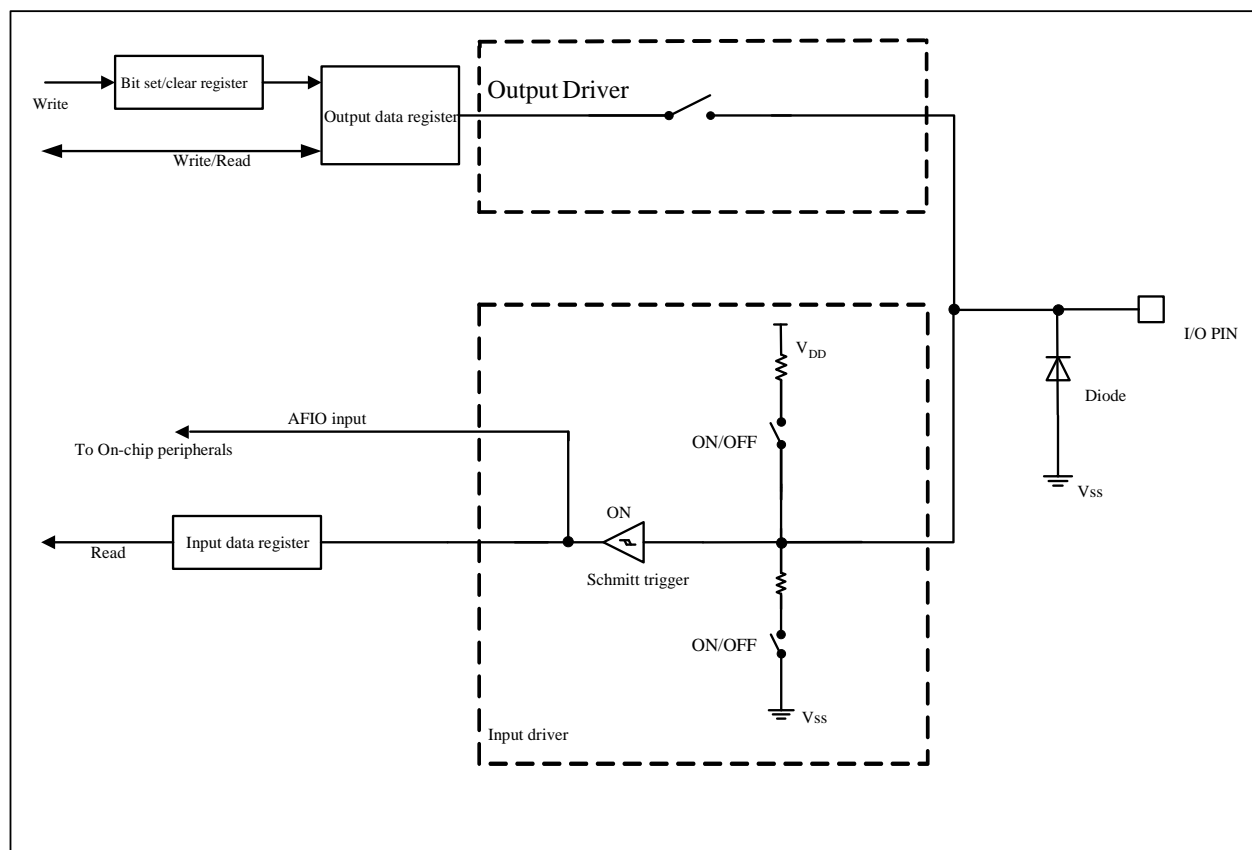 Output Driver
Bit set/clear register
Write
Output data register
Write/Read
I/O PIN
VDD
Diode
AFIO input
To On-chip peripherals
ON/OFF
Vss
ON
Input data register
Read
Schmitt trigger
ON/OFF
Vss
Input driver